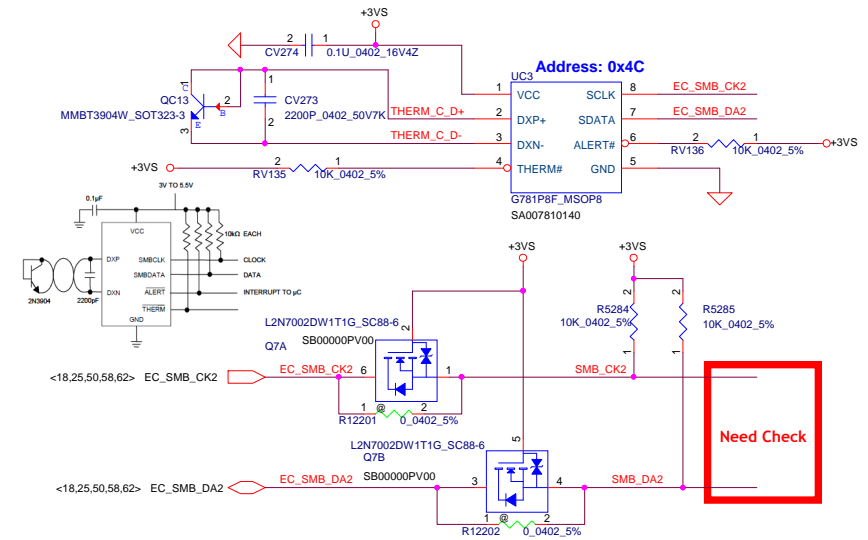 +3VS
2 1
CV274 0.1U_0402_16V4Z
Address: 0x4C
UC3
1 VCC SCLK 8 EC_SMB_CK2
2 DXP+ SDATA 7 EC_SMB_DA2
3 DXN- ALERT# 6
4 THERM# GND 5
G781P8F_MSOP8
SA007810140
THERM_C_D+
THERM_C_D-
1 C
QC13 2
B
MMBT3904W_SOT323-3
3 E
1
CV273
2200P_0402_50V7K
2
2 1 +3VS
RV136 10K_0402_5%
+3VS 2 1
RV135 10K_0402_5%
3V TO 5.5V
0.1µF
VCC
10kΩ EACH
DXP SMBCLK CLOCK
SMBDATA DATA
DXN ALERT INTERRUPT TO µC
2N3904 2200pF THERM
GND
+3VS +3VS
2 2
R5284 R5285
10K_0402_5% 10K_0402_5%
1 1
L2N7002DW1T1G_SC88-6
2
Q7A SB00000PV00
<18,25,50,58,62> EC_SMB_CK2 EC_SMB_CK2 6 1 SMB_CK2
1 @ 2
R12201 0_0402_5%
Need Check
L2N7002DW1T1G_SC88-6
5
Q7B
SB00000PV00
<18,25,50,58,62> EC_SMB_DA2 EC_SMB_DA2 3 4 SMB_DA2
1 @ 2
R12202 0_0402_5%